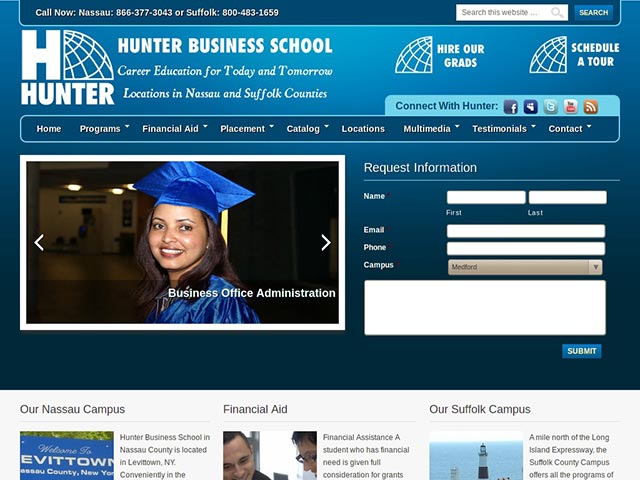 Call Now: Nassau: 866-377-3043 or Suffolk: 800-483-1659
Search this website …
SEARCH
H
HUNTER
HUNTER BUSINESS SCHOOL
Career Education for Today and Tomorrow
Locations in Nassau and Suffolk Counties
HIRE OUR
GRADS
SCHEDULE
A TOUR
Connect With Hunter:
Home Programs Financial Aid Placement Catalog Locations Multimedia Testimonials Contact
Business Office Administration
Request Information
Name
First Last
Email
Phone
Campus
Medford
SUBMIT
Our Nassau Campus
Welcome To
LEVITTOWN
Nassau County, New York
Hunter Business School in
Nassau County is located
in Levittown, NY.
Conveniently in the
Financial Aid
Financial Assistance A
student who has financial
need is given full
consideration for grants
Our Suffolk Campus
A mile north of the Long
Island Expressway, the
Suffolk County Campus
offers all the programs of